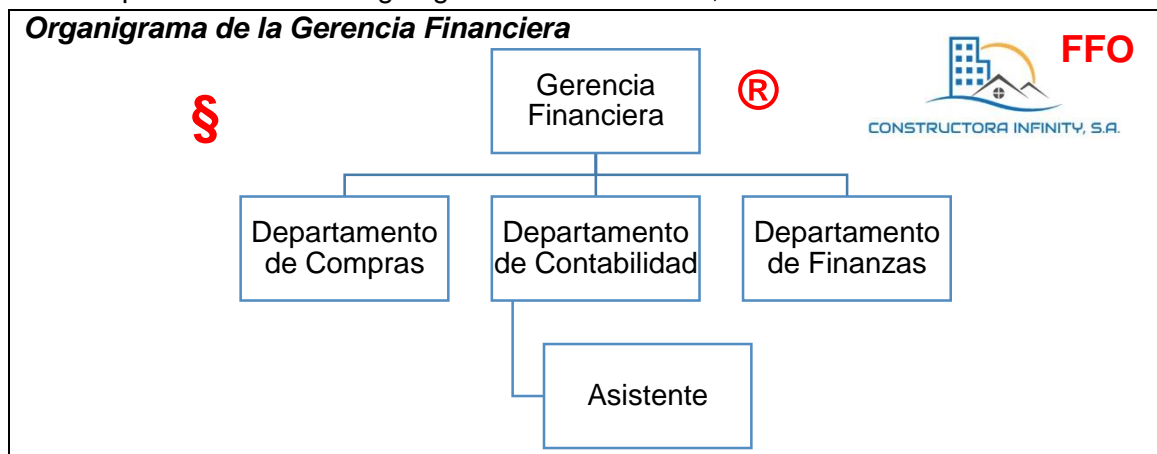 Organigrama de la Gerencia Financiera
FFO
Gerencia
Financiera
®
§
CONSTRUCTORA INFINITY, S.A.
Departamento
de Compras
Departamento
de Contabilidad
Departamento
de Finanzas
Asistente